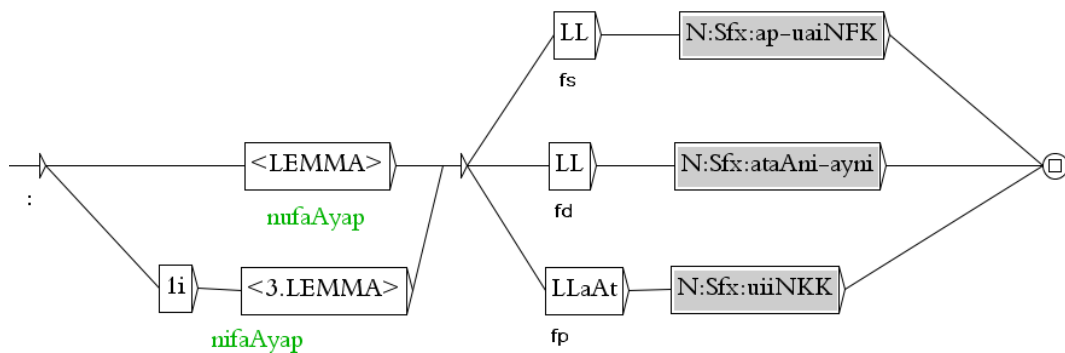 LL N:Sfx:ap-uaiNFK
fs
<LEMMA> LL N:Sfx:ataAni-ayni
:
nufaAyap fd
1i <3.LEMMA> LLaAt N:Sfx:uiiNKK
nifaAyap fp